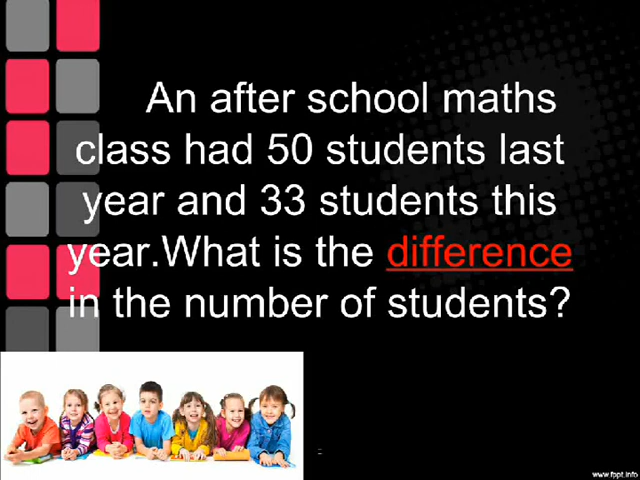 An after school maths
class had 50 students last
year and 33 students this
year.What is the difference
in the number of students?
www.fppt.info